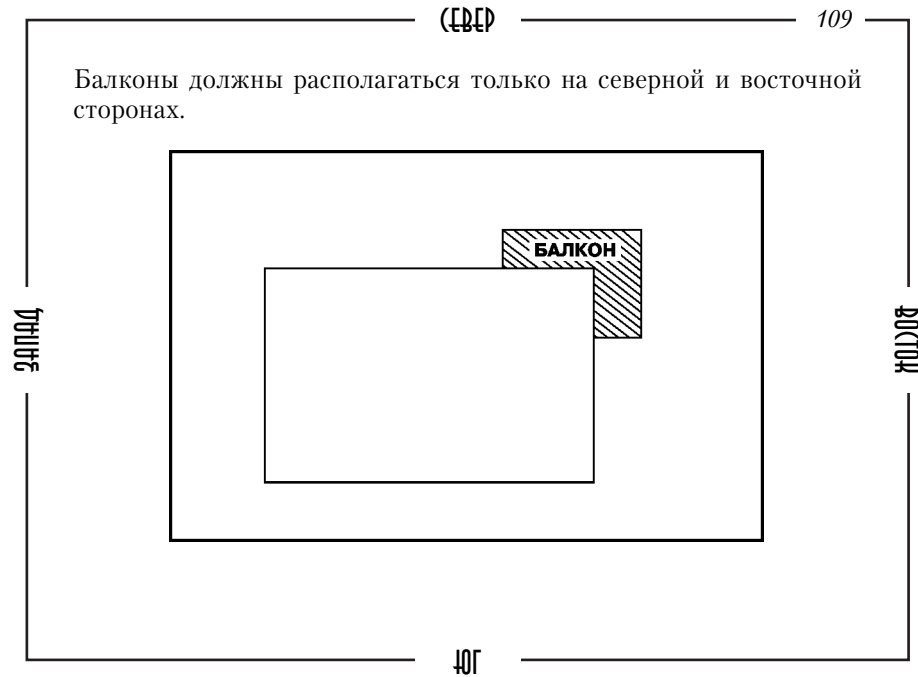 СЕВЕР
109
Балконы должны располагаться только на северной и восточной
сторонах.
БАЛКОН
ЗАПАД
ВОСТОК
ЮГ